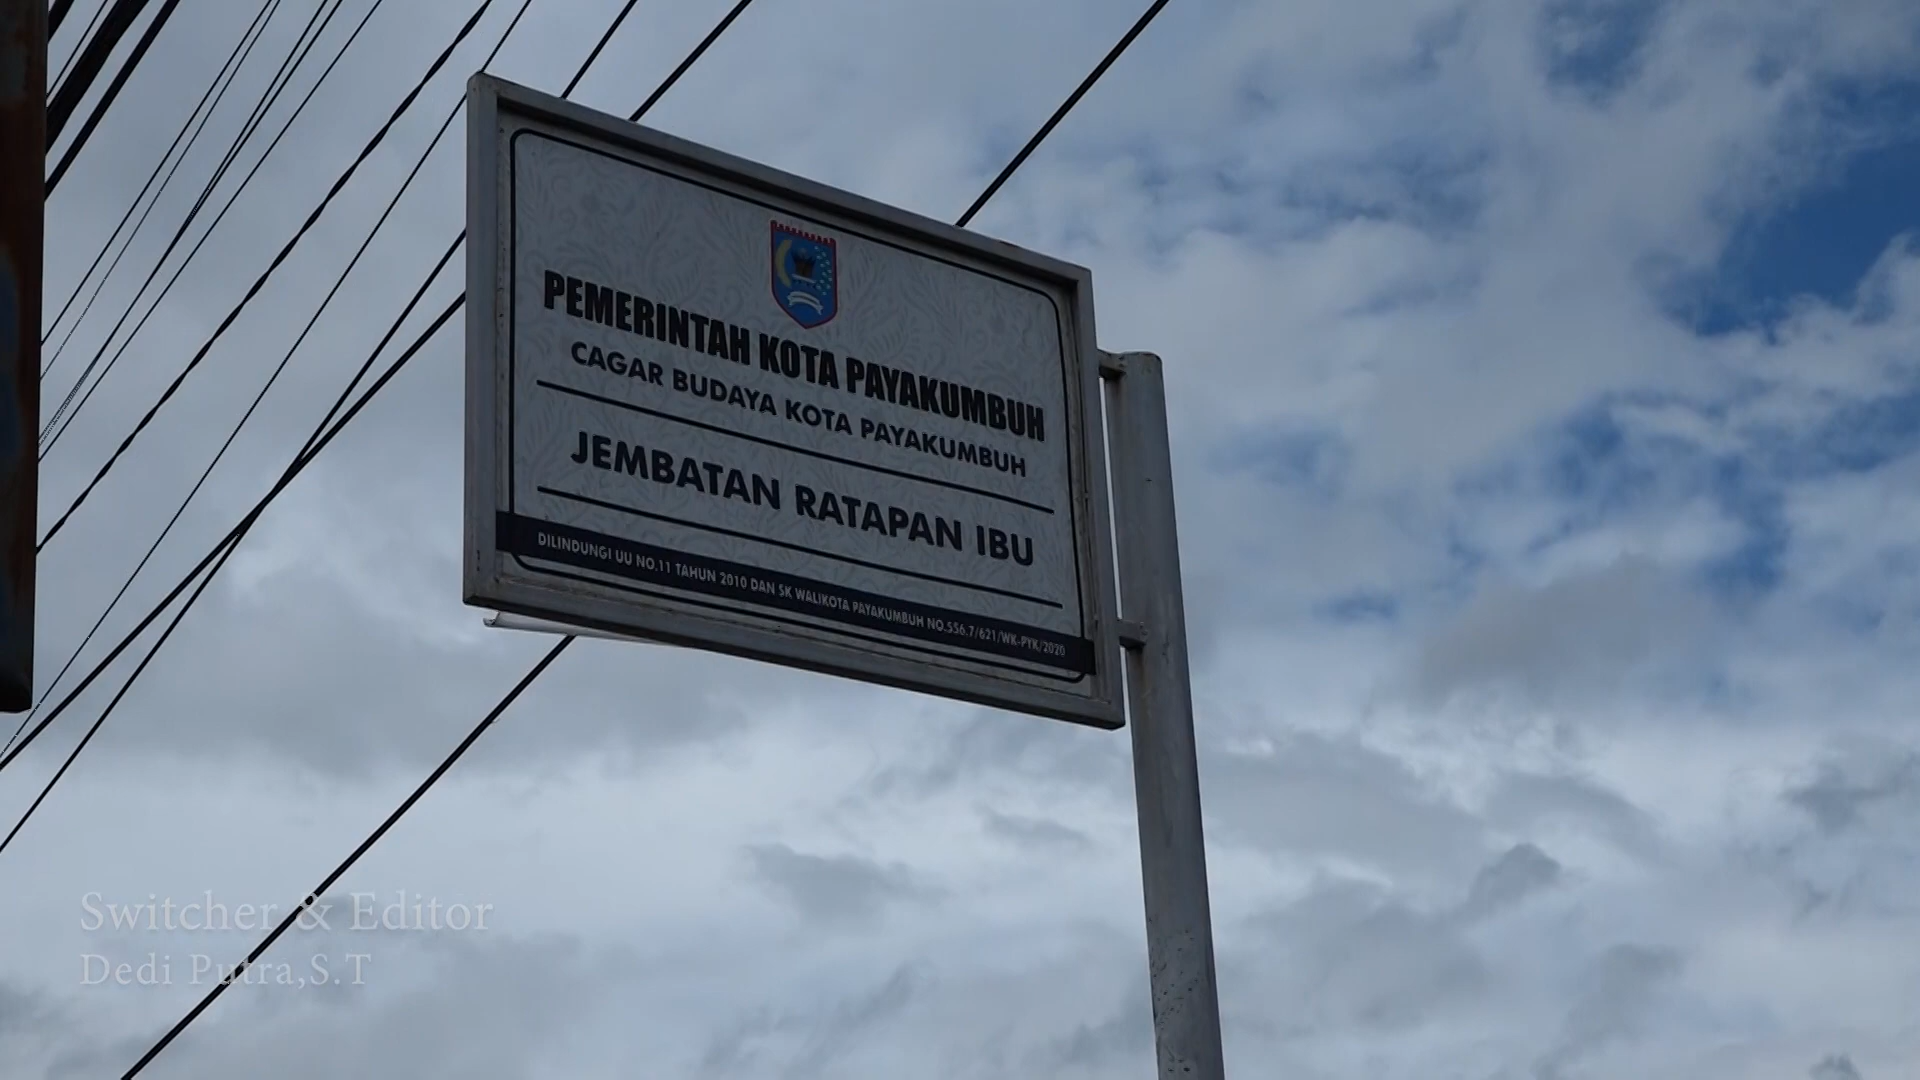 PEMERINTAH KOTA PAYAKUMBUH
CAGAR BUDAYA KOTA PAYAKUMBUH
JEMBATAN RATAPAN IBU
DILINDUNGI UU NO.11 TAHUN 2010 DAN SK WALIKOTA PAYAKUMBUH NO.556.7/621/WK-PYK/2020
Switcher & Editor
Dedi Putra,S.T